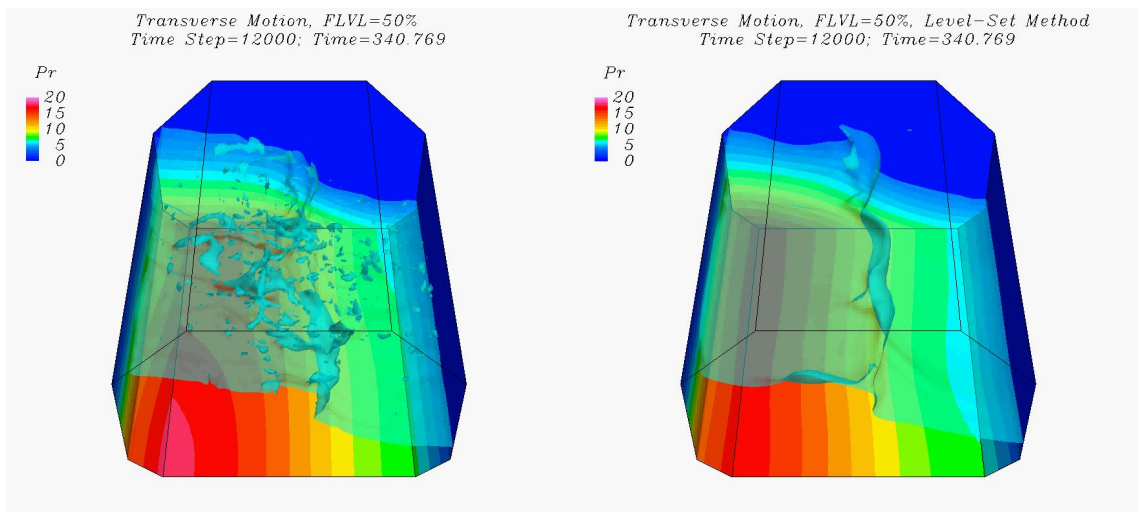 Transverse Motion, FLVL=50%
Time Step=12000; Time=340.769
Pr
20
15
10
5
0
Transverse Motion, FLVL=50%, Level-Set Method
Time Step=12000; Time=340.769
Pr
20
15
10
5
0